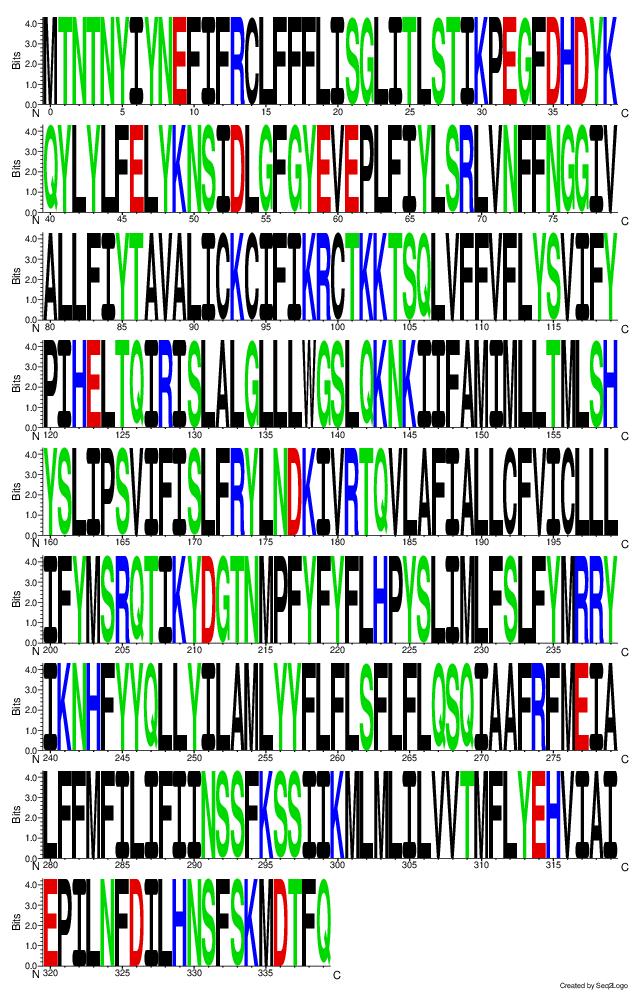 4.0
3.0
2.0
1.0
0.0
Bits
MTNTNYIYNEFIFRCLFFFLISGLITLSTIKPEGFDHDYK
N 0 5 10 15 20 25 30 35 C
4.0
3.0
2.0
1.0
0.0
Bits
QYLYLFELYKNSIDLGFGYEVEPLFIYLSRLVNFFNGGIV
N 40 45 50 55 60 65 70 75 C
4.0
3.0
2.0
1.0
0.0
Bits
ALLFIYTAVALICKCIFIKRCTKKTSQLVFFVFLYSVIFY
N 80 85 90 95 100 105 110 115 C
4.0
3.0
2.0
1.0
0.0
Bits
PIHELTQIRISLALGLLLWGSLQKNKIIFAMIMLLTMLSH
N 120 125 130 135 140 145 150 155 C
4.0
3.0
2.0
1.0
0.0
Bits
YSLIPSVIFISLFRYLNDKIVRTQVLAFIALLCFVICLLL
N 160 165 170 175 180 185 190 195 C
4.0
3.0
2.0
1.0
0.0
Bits
IFYMSRQTIKYDGTNMPFYFYFLHPYSLIMLFSLFYMRRY
N 200 205 210 215 220 225 230 235 C
4.0
3.0
2.0
1.0
0.0
Bits
IKNHFYYQLLYILAMLYYFLFLSFLFLQSQIAAFRFMEIA
N 240 245 250 255 260 265 270 275 C
4.0
3.0
2.0
1.0
0.0
Bits
LFFMFILIFIINSSFKSSIIKMLMLILVVTMFLYEHVIAI
N 280 285 290 295 300 305 310 315 C
4.0
3.0
2.0
1.0
0.0
Bits
EPILNFDILHNSFSKMDTFQ
N 320 325 330 335 C
Created by Seq2Logo